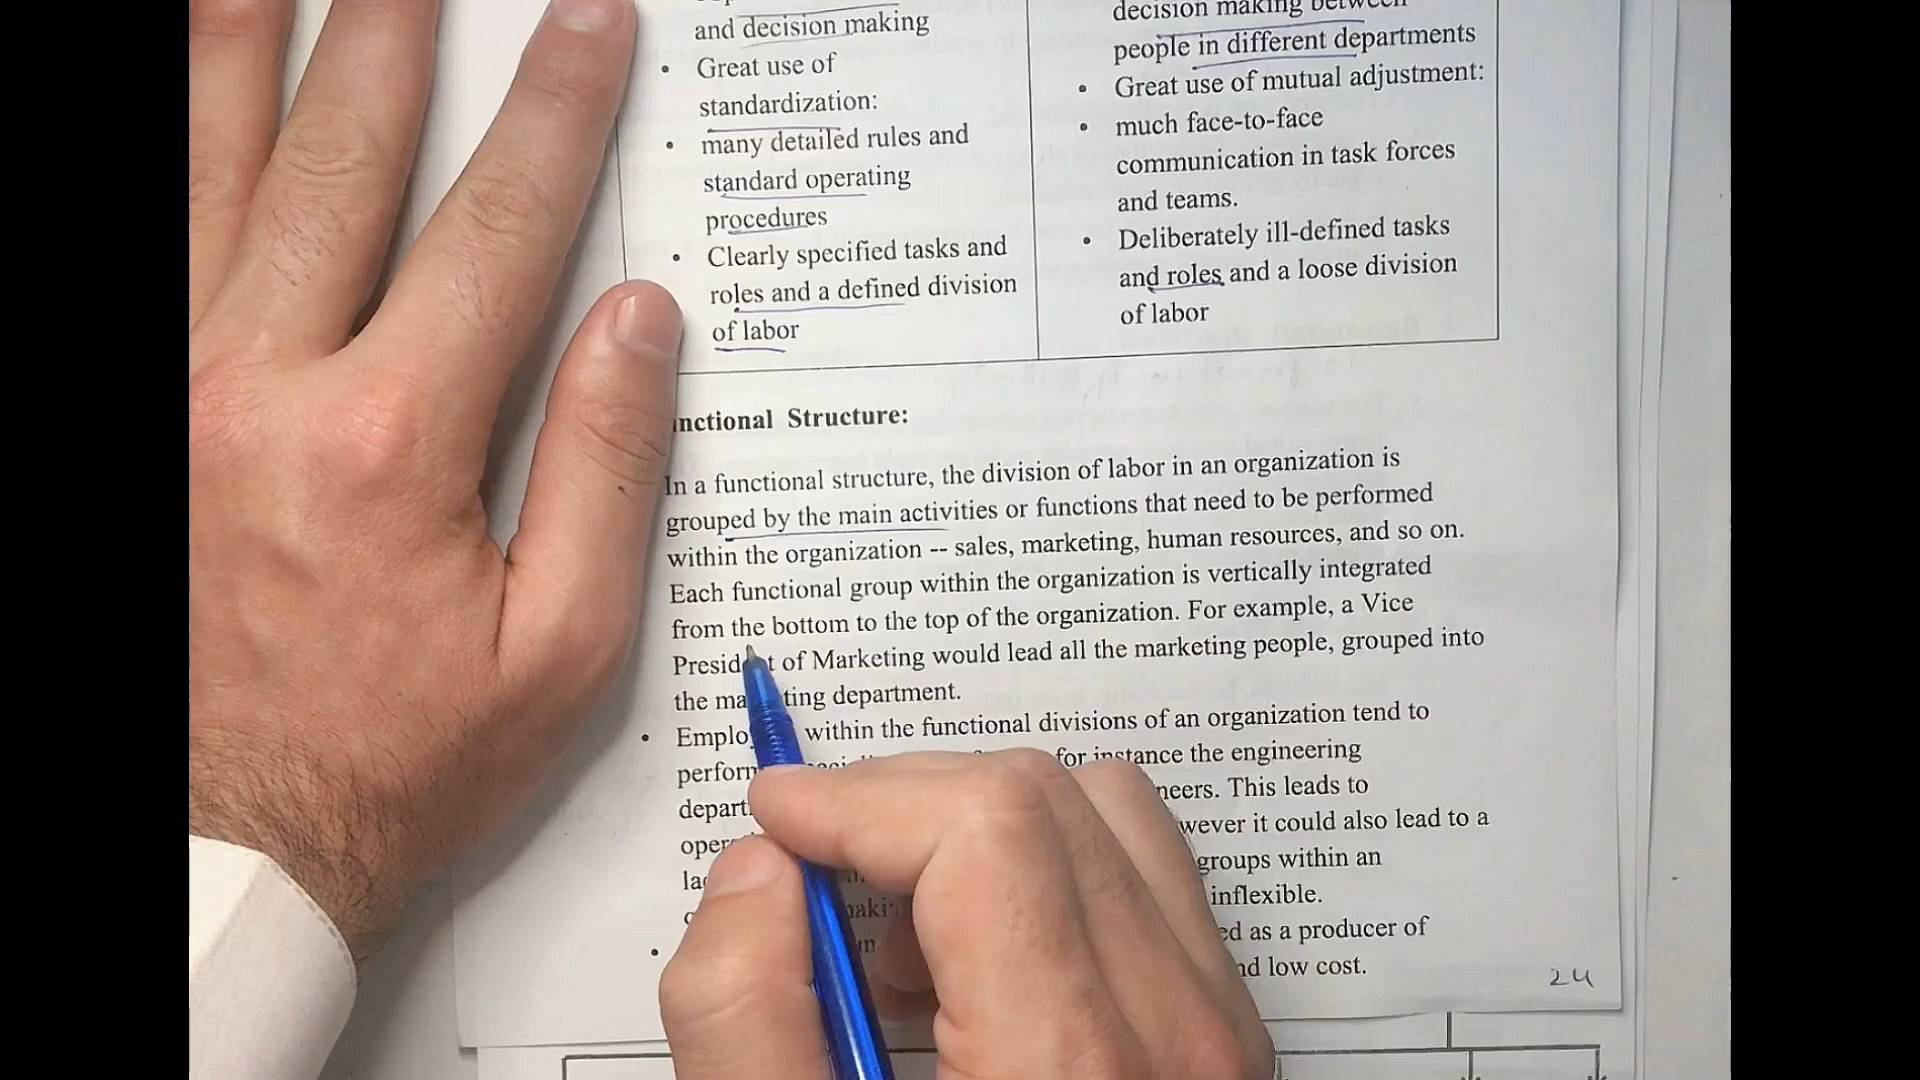 and decision making
Great use of
standardization:
many detailed rules and
standard operating
procedures
Clearly specified tasks and
roles and a defined division
of labor
decision making between
people in different departments
Great use of mutual adjustment:
much face-to-face
communication in task forces
and teams.
Deliberately ill-defined tasks
and roles and a loose division
of labor
nctional Structure:
In a functional structure, the division of labor in an organization is
grouped by the main activities or functions that need to be performed
within the organization -- sales, marketing, human resources, and so on.
Each functional group within the organization is vertically integrated
from the bottom to the top of the organization. For example, a Vice
of Marketing would lead all the marketing people, grouped into
the department.
within the functional divisions of an organization tend to
for instance the engineering
This leads to
it could also lead to a
groups within an
inflexible.
as a producer of
low cost.
24